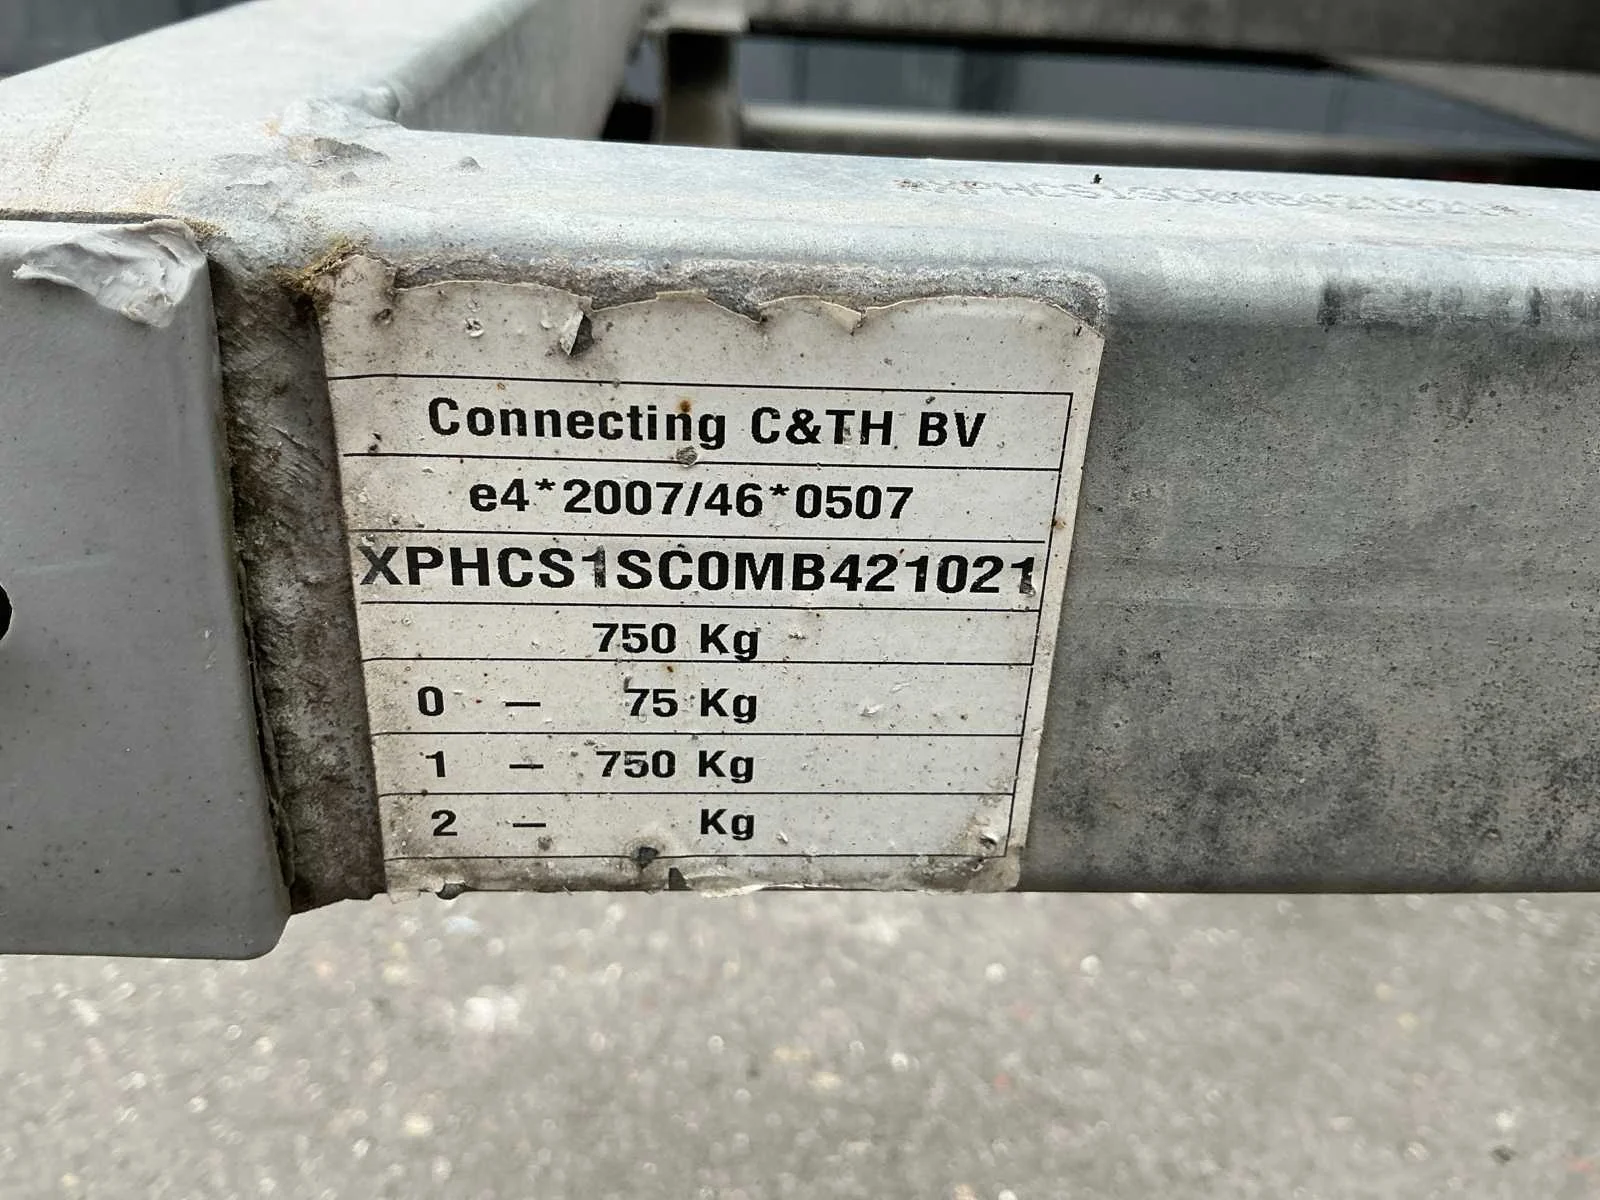 Connecting C&TH BV
e4*2007/46*0507
XPHCS1SC0MB421021
750 Kg
0 – 75 Kg
1 – 750 Kg
2 – Kg